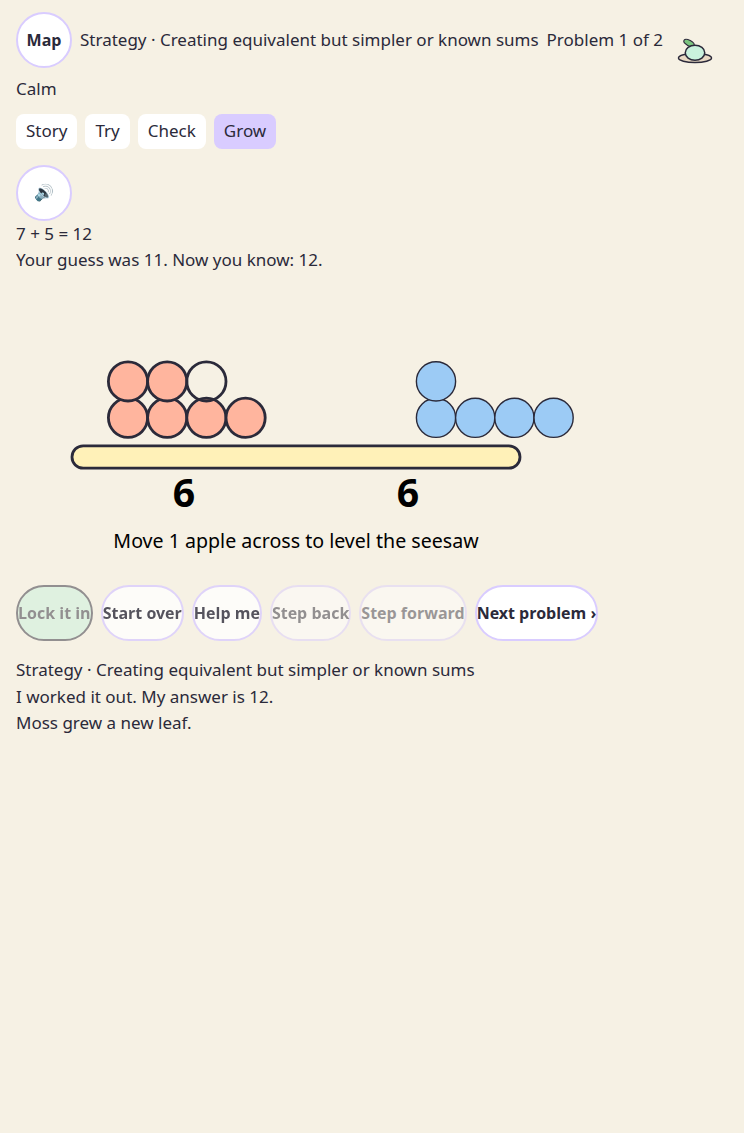 Map Strategy · Creating equivalent but simpler or known sums Problem 1 of 2
Calm
Story Try Check Grow
7 + 5 = 12
Your guess was 11. Now you know: 12.
6 6
Move 1 apple across to level the seesaw
Lock it in Start over Help me Step back Step forward Next problem ›
Strategy · Creating equivalent but simpler or known sums
I worked it out. My answer is 12.
Moss grew a new leaf.